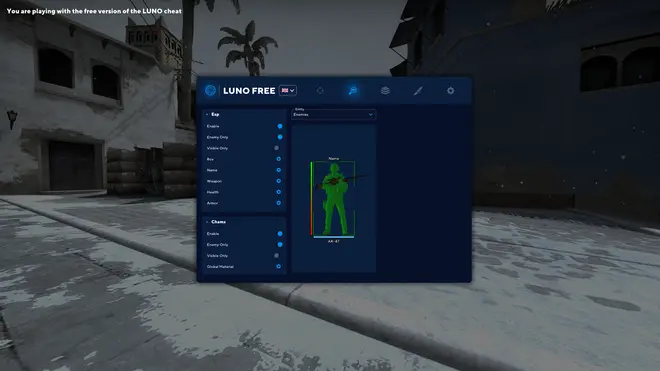 You are playing with the free version of the LUNO cheat
LUNO FREE
Esp
Enable
Enemy Only
Visible Only
Box
Name
Weapon
Health
Armor
Chams
Enable
Enemy Only
Visible Only
Global Material
Entity
Enemies
Name
AK-47